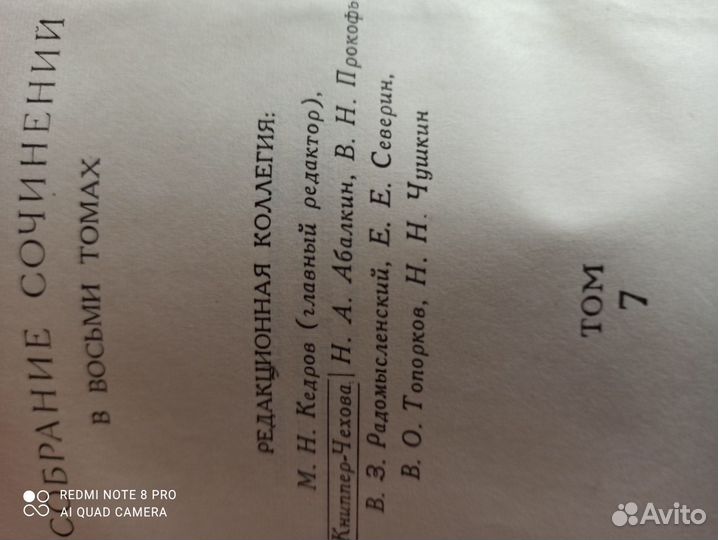 СОБРАНИЕ СОЧИНЕНИЙ
В ВОСЬМИ ТОМАХ
РЕДАКЦИОННАЯ КОЛЛЕГИЯ:
М. Н. Кедров (главный редактор),
Книппер-Чехова, Н. А. Абалкин, В. Н. Прокофь
В. З. Радомысленский, Е. Е. Северин,
В. О. Топорков, Н. Н. Чушкин
ТОМ
7
REDMI NOTE 8 PRO
AI QUAD CAMERA
Avito